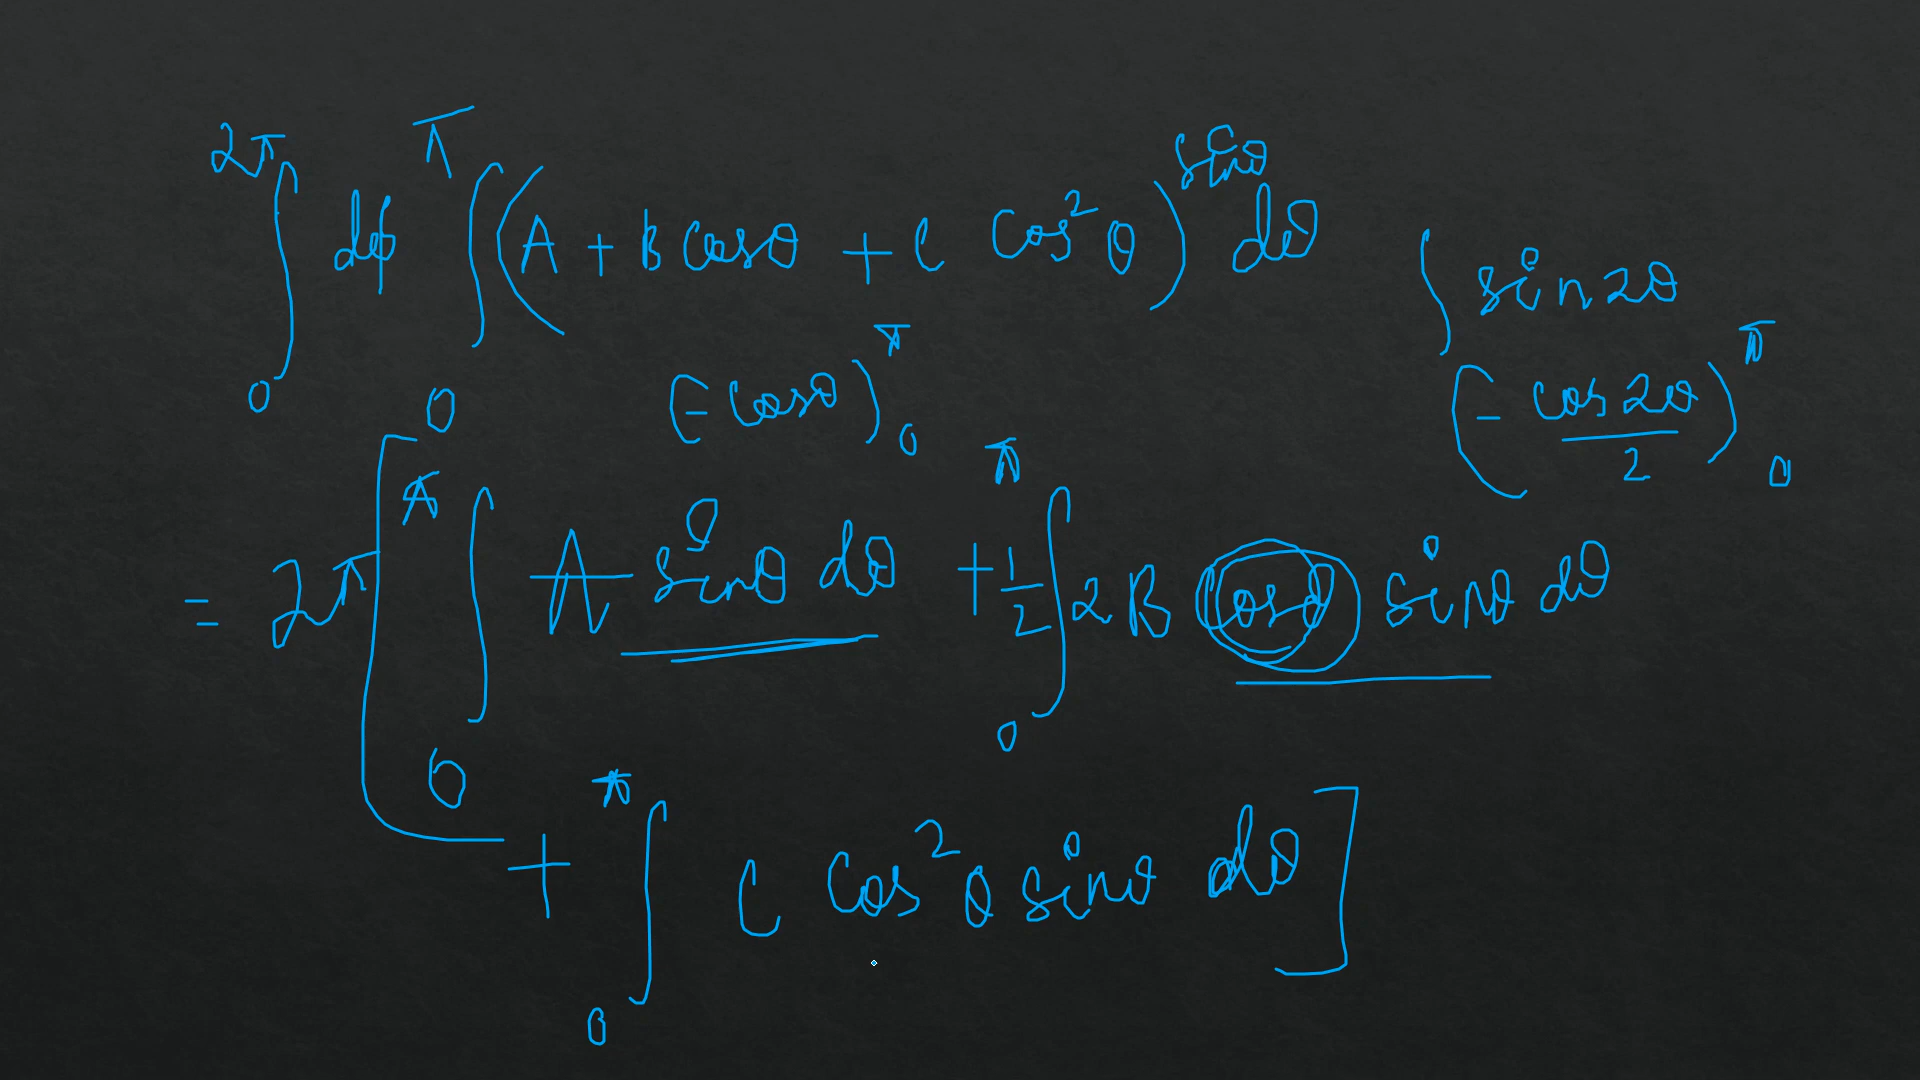 ∫₀^{2π} dφ ∫₀^{π} (A + B cosθ + C cos²θ) sinθ dθ
∫ sin2θ
(-cosθ)₀^{π}
(- cos2θ/2)₀^{π}
= 2π [ ∫₀^{π} A sinθ dθ + 1/2 ∫₀^{π} 2B cosθ sinθ dθ
+ ∫₀^{π} C cos²θ sinθ dθ ]